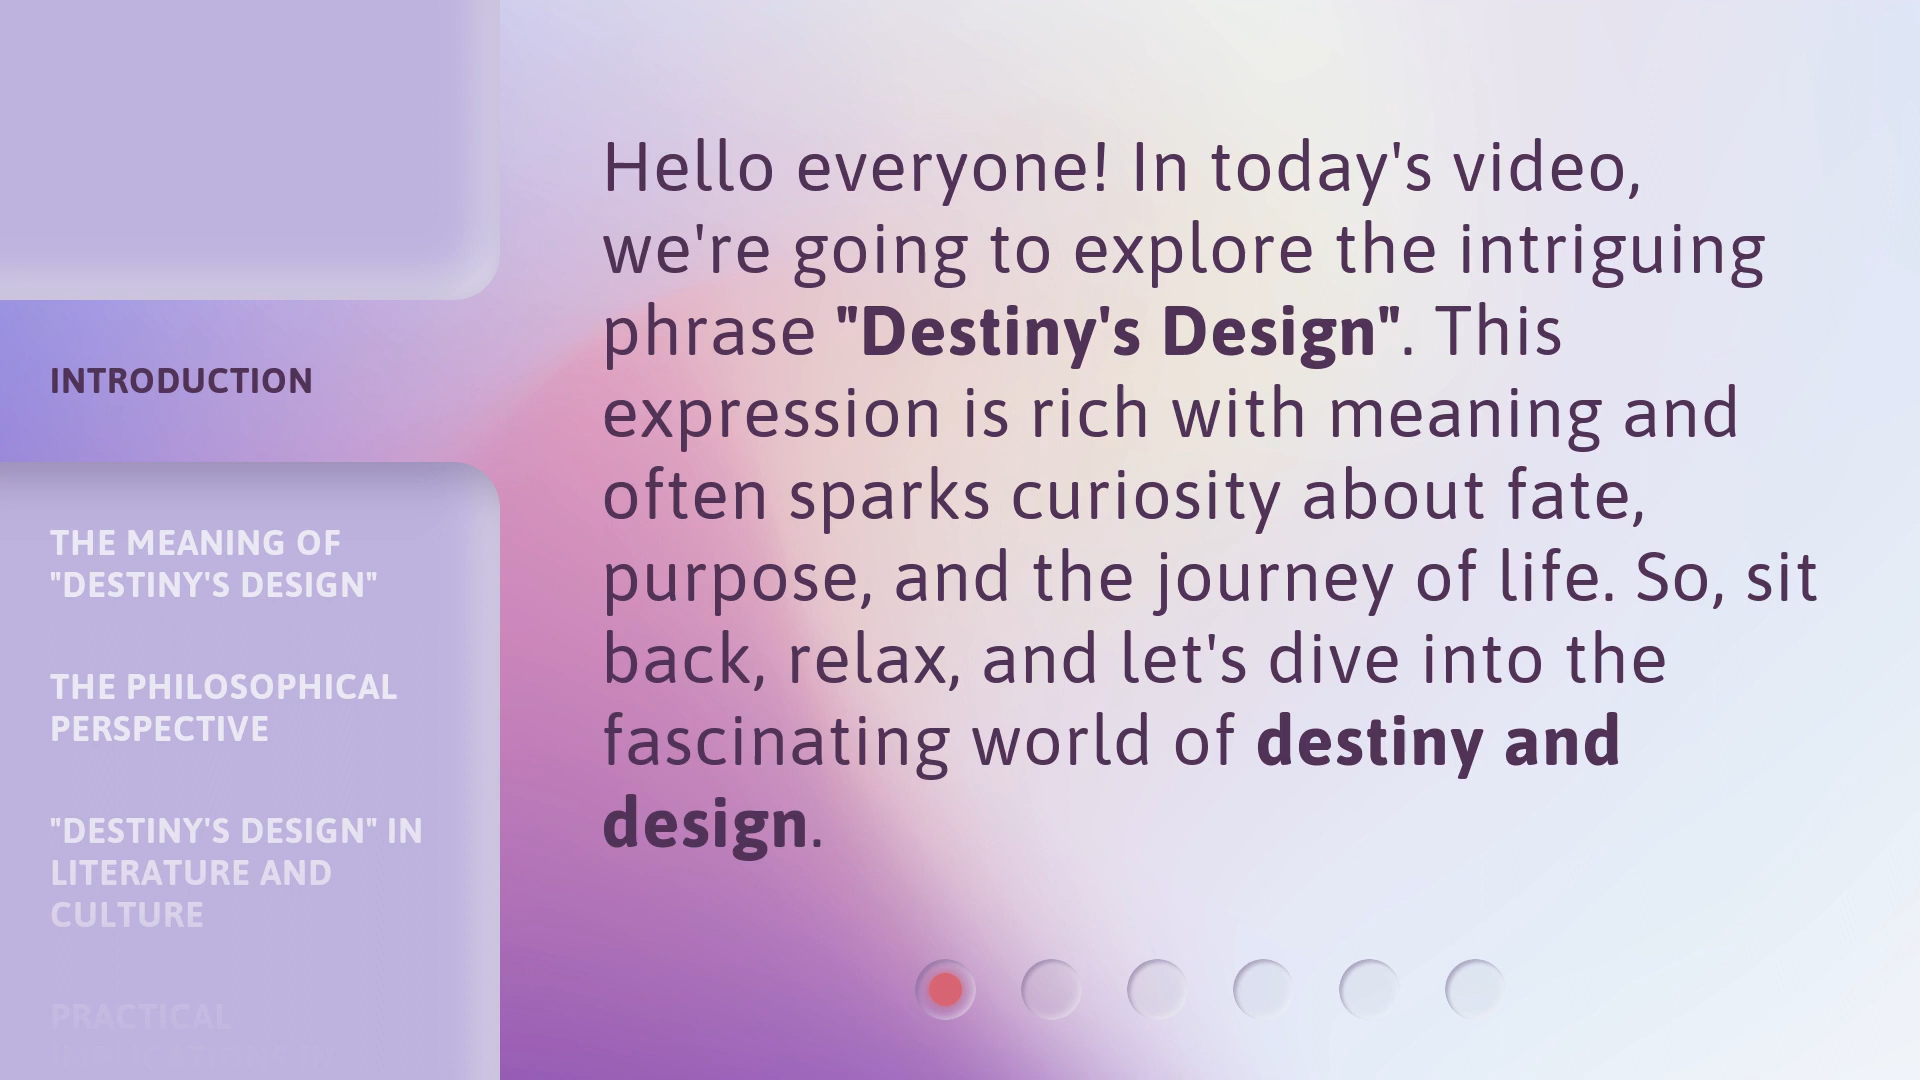 INTRODUCTION
THE MEANING OF
"DESTINY'S DESIGN"
THE PHILOSOPHICAL
PERSPECTIVE
"DESTINY'S DESIGN" IN
LITERATURE AND
CULTURE
PRACTICAL
IMPLICATIONS IN
Hello everyone! In today's video,
we're going to explore the intriguing
phrase "Destiny's Design". This
expression is rich with meaning and
often sparks curiosity about fate,
purpose, and the journey of life. So, sit
back, relax, and let's dive into the
fascinating world of destiny and
design.